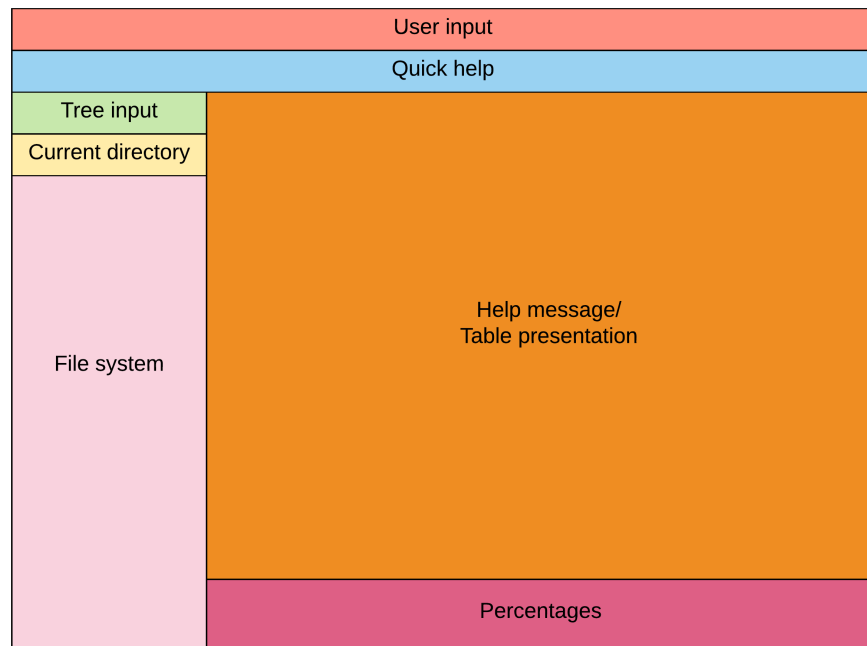 User input
Quick help
Tree input
Current directory
File system
Help message/
Table presentation
Percentages